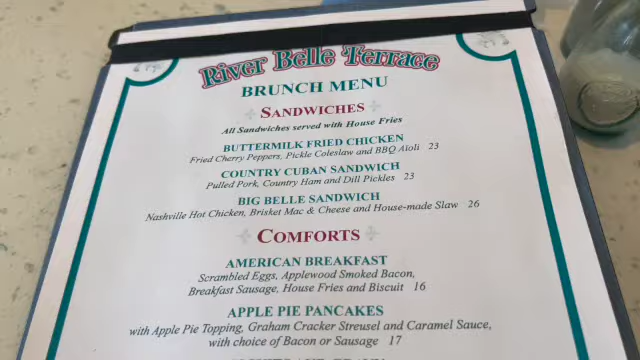 River Belle Terrace
BRUNCH MENU
SANDWICHES
All Sandwiches served with House Fries
BUTTERMILK FRIED CHICKEN
Fried Cherry Peppers, Pickle Coleslaw and BBQ Aioli 23
COUNTRY CUBAN SANDWICH
Pulled Pork, Country Ham and Dill Pickles 23
BIG BELLE SANDWICH
Nashville Hot Chicken, Brisket Mac & Cheese and House-made Slaw 26
COMFORTS
AMERICAN BREAKFAST
Scrambled Eggs, Applewood Smoked Bacon,
Breakfast Sausage, House Fries and Biscuit 16
APPLE PIE PANCAKES
with Apple Pie Topping, Graham Cracker Streusel and Caramel Sauce,
with choice of Bacon or Sausage 17